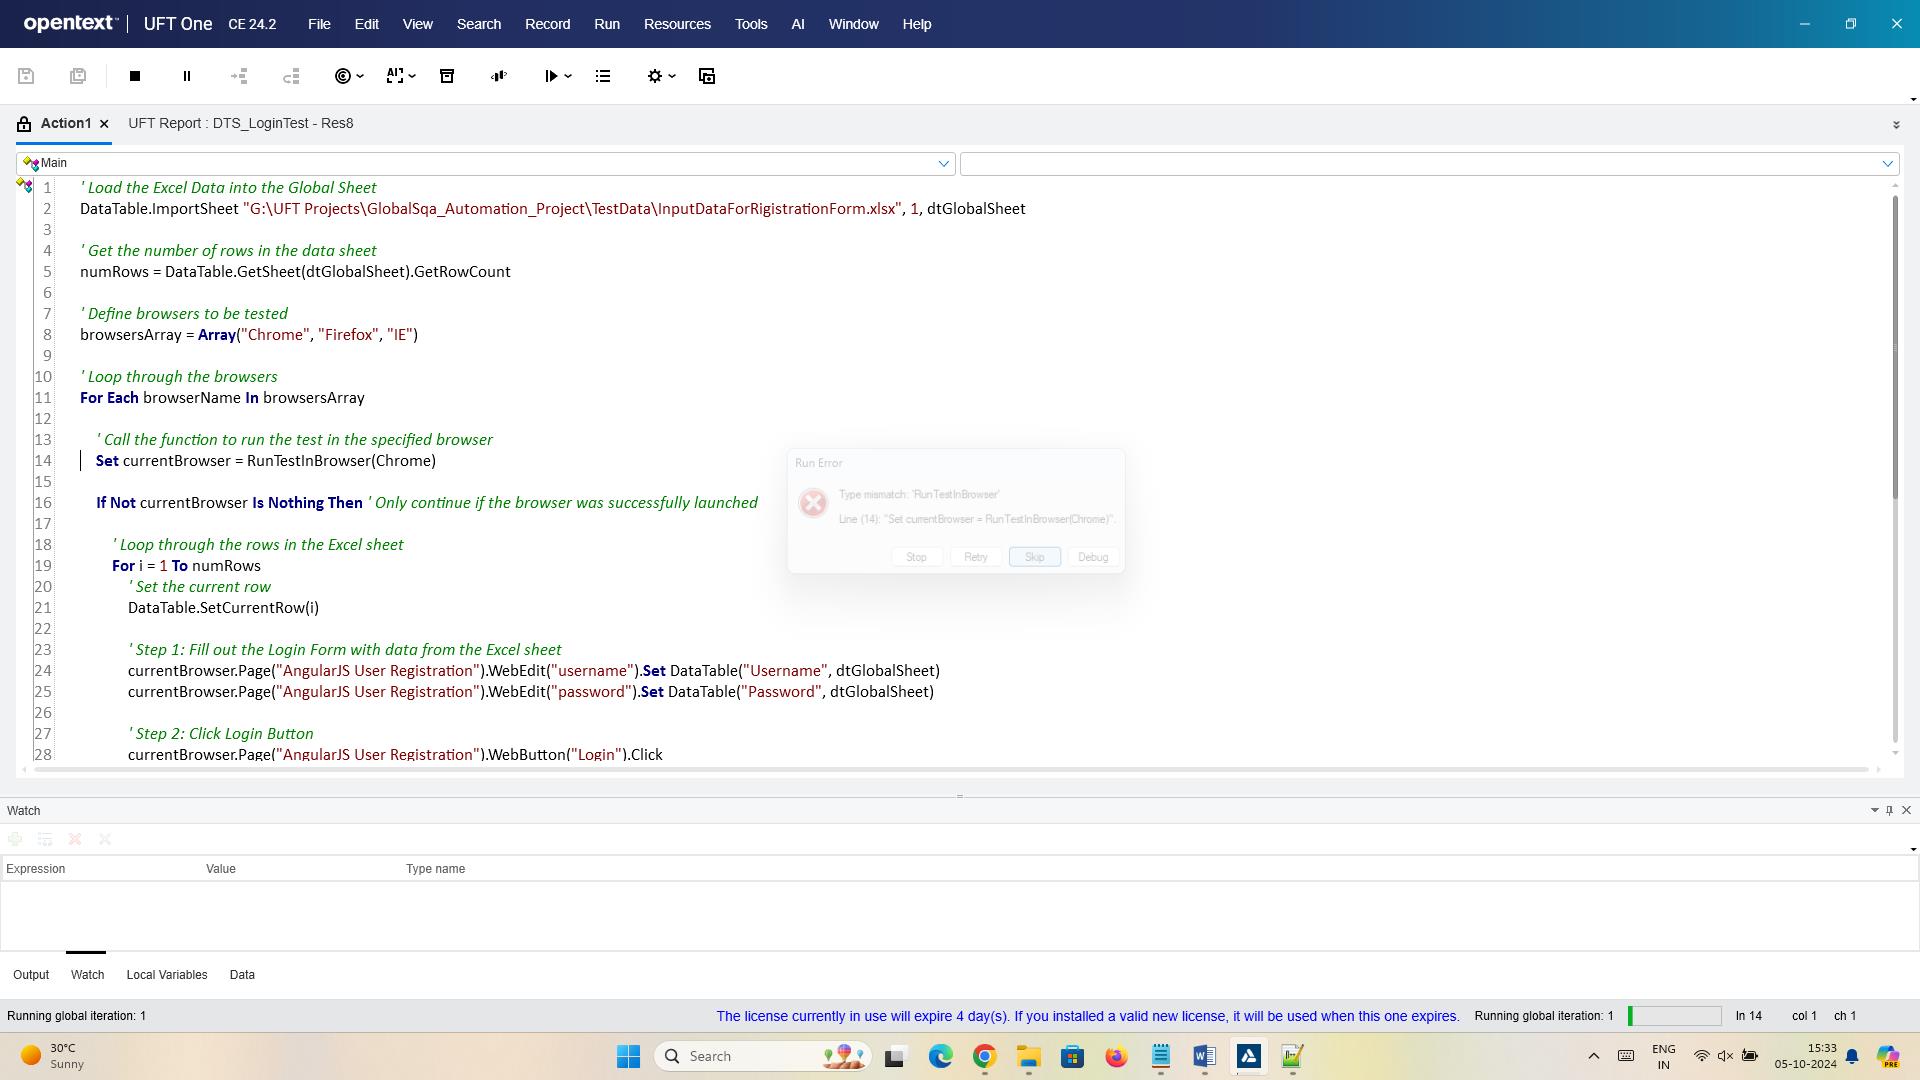 opentext™ | UFT One CE 24.2 File Edit View Search Record Run Resources Tools AI Window Help
AI
Action1 UFT Report : DTS_LoginTest - Res8
Main
1 ' Load the Excel Data into the Global Sheet
2 DataTable.ImportSheet "G:\UFT Projects\GlobalSqa_Automation_Project\TestData\InputDataForRigistrationForm.xlsx", 1, dtGlobalSheet
3
4 ' Get the number of rows in the data sheet
5 numRows = DataTable.GetSheet(dtGlobalSheet).GetRowCount
6
7 ' Define browsers to be tested
8 browsersArray = Array("Chrome", "Firefox", "IE")
9
10 ' Loop through the browsers
11 For Each browserName In browsersArray
12
13 ' Call the function to run the test in the specified browser
14 Set currentBrowser = RunTestInBrowser(Chrome)
15
16 If Not currentBrowser Is Nothing Then ' Only continue if the browser was successfully launched
17
18 ' Loop through the rows in the Excel sheet
19 For i = 1 To numRows
20 ' Set the current row
21 DataTable.SetCurrentRow(i)
22
23 ' Step 1: Fill out the Login Form with data from the Excel sheet
24 currentBrowser.Page("AngularJS User Registration").WebEdit("username").Set DataTable("Username", dtGlobalSheet)
25 currentBrowser.Page("AngularJS User Registration").WebEdit("password").Set DataTable("Password", dtGlobalSheet)
26
27 ' Step 2: Click Login Button
28 currentBrowser.Page("AngularJS User Registration").WebButton("Login").Click
Run Error
Type mismatch: 'RunTestInBrowser'
Line (14): "Set currentBrowser = RunTestInBrowser(Chrome)".
Stop Retry Skip Debug
Watch
Expression Value Type name
Output Watch Local Variables Data
Running global iteration: 1 The license currently in use will expire 4 day(s). If you installed a valid new license, it will be used when this one expires. Running global iteration: 1 ln 14 col 1 ch 1
30°C
Sunny
Search
ENG
IN
15:33
05-10-2024
PRE